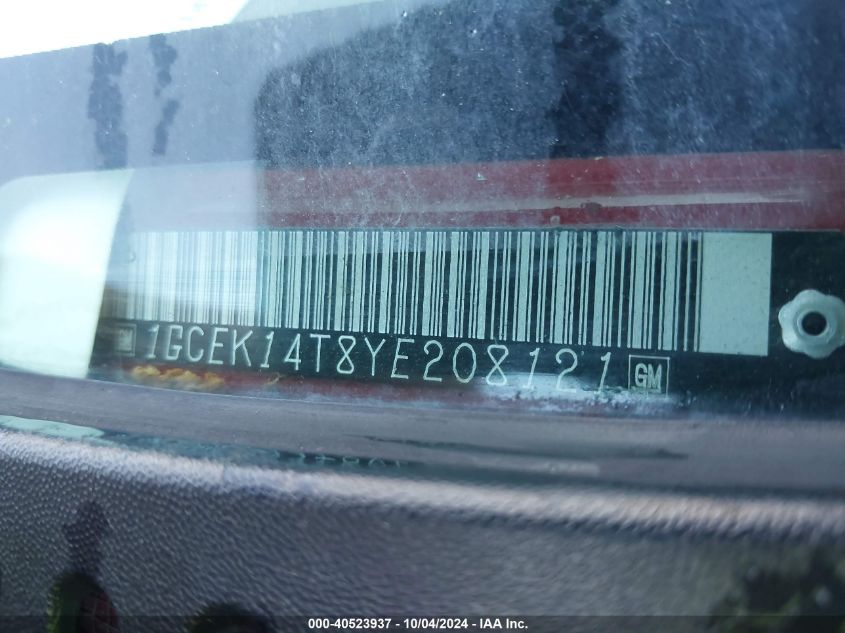 1GCEK14T8YE208121 GM
000-40523937 - 10/04/2024 - IAA Inc.